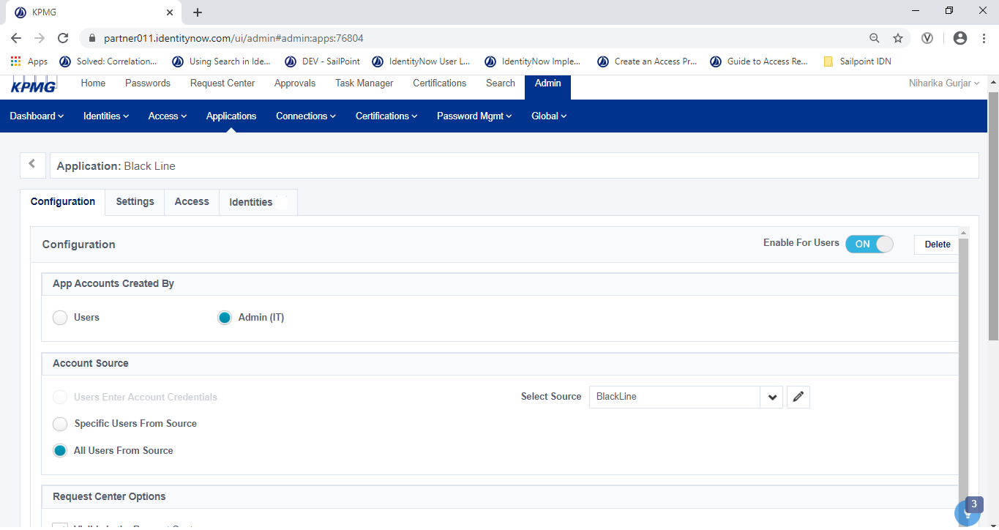 KPMG
partner011.identitynow.com/ui/admin#admin:apps:76804
Apps Solved: Correlation... Using Search in Ide... DEV - SailPoint IdentityNow User L... IdentityNow Imple... Create an Access Pr... Guide to Access Re... Sailpoint IDN
KPMG Home Passwords Request Center Approvals Task Manager Certifications Search Admin Niharika Gurjar
Dashboard Identities Access Applications Connections Certifications Password Mgmt Global
Application: Black Line
Configuration Settings Access Identities
Configuration Enable For Users ON Delete
App Accounts Created By
Users Admin (IT)
Account Source
Users Enter Account Credentials Select Source BlackLine
Specific Users From Source
All Users From Source
Request Center Options
3